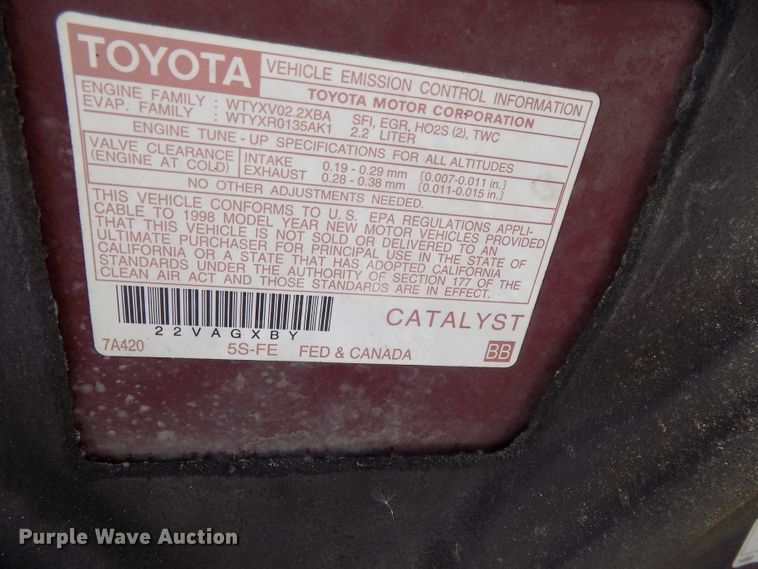 TOYOTA
VEHICLE EMISSION CONTROL INFORMATION
TOYOTA MOTOR CORPORATION
ENGINE FAMILY : WTYXV02.2XBA SFI, EGR, HO2S (2), TWC
EVAP. FAMILY : WTYXR0135AK1 2.2 LITER
ENGINE TUNE - UP SPECIFICATIONS FOR ALL ALTITUDES
VALVE CLEARANCE INTAKE 0.19 - 0.29 mm (0.007-0.011 in.)
(ENGINE AT COLD) EXHAUST 0.28 - 0.38 mm (0.011-0.015 in.)
NO OTHER ADJUSTMENTS NEEDED.
THIS VEHICLE CONFORMS TO U.S. EPA REGULATIONS APPLI-
CABLE TO 1998 MODEL YEAR NEW MOTOR VEHICLES PROVIDED
THAT THIS VEHICLE IS NOT SOLD OR DELIVERED TO AN
ULTIMATE PURCHASER FOR PRINCIPAL USE IN THE STATE OF
CALIFORNIA OR A STATE THAT HAS ADOPTED CALIFORNIA
STANDARDS UNDER THE AUTHORITY OF SECTION 177 OF THE
CLEAN AIR ACT AND THOSE STANDARDS ARE IN EFFECT.
22VAGXBY
CATALYST
7A420 5S-FE FED & CANADA BB
Purple Wave Auction